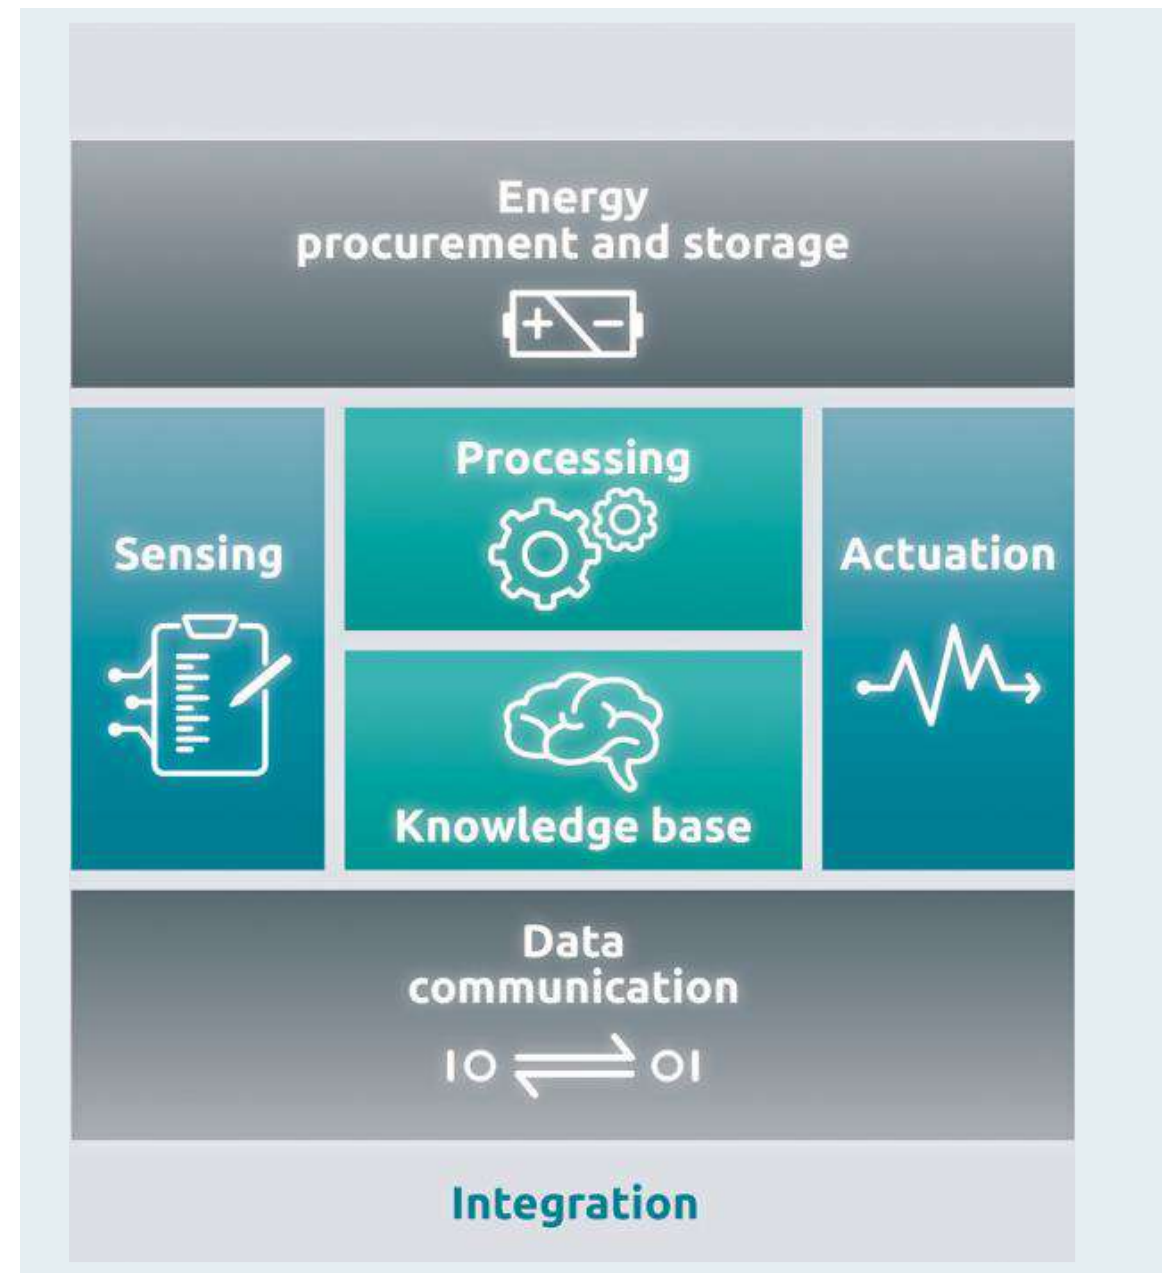 Energy
procurement and storage
Processing
Sensing
Actuation
Knowledge base
Data
communication
IO OI
Integration